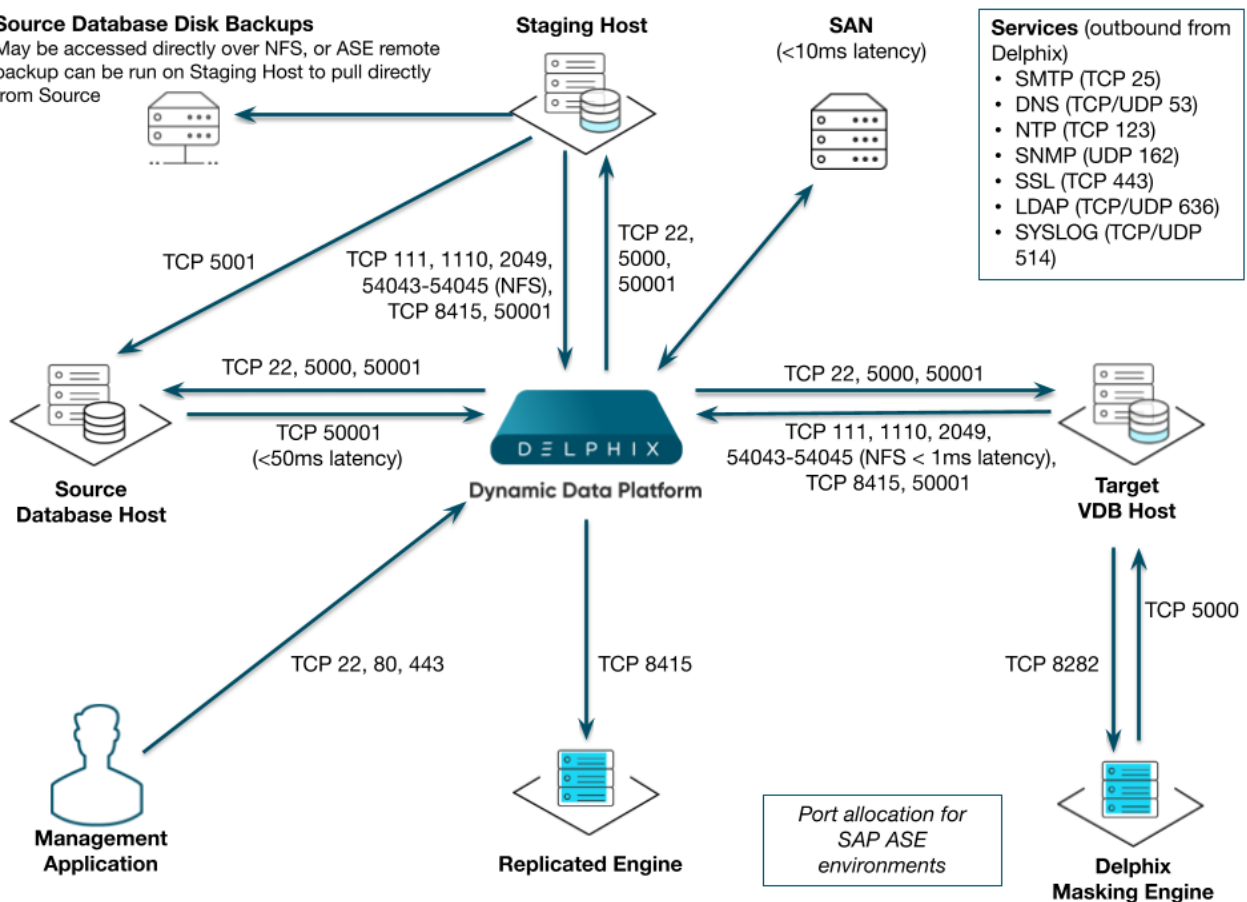 Source Database Disk Backups
May be accessed directly over NFS, or ASE remote
backup can be run on Staging Host to pull directly
from Source
Staging Host
SAN
(<10ms latency)
Services (outbound from
Delphix)
• SMTP (TCP 25)
• DNS (TCP/UDP 53)
• NTP (TCP 123)
• SNMP (UDP 162)
• SSL (TCP 443)
• LDAP (TCP/UDP 636)
• SYSLOG (TCP/UDP
514)
TCP 5001
TCP 111, 1110, 2049,
54043-54045 (NFS),
TCP 8415, 50001
TCP 22,
5000,
50001
TCP 22, 5000, 50001
TCP 50001
(<50ms latency)
Source
Database Host
DELPHIX
Dynamic Data Platform
TCP 22, 5000, 50001
TCP 111, 1110, 2049,
54043-54045 (NFS < 1ms latency),
TCP 8415, 50001
Target
VDB Host
TCP 22, 80, 443
TCP 8415
TCP 8282
TCP 5000
Management
Application
Replicated Engine
Port allocation for
SAP ASE
environments
Delphix
Masking Engine